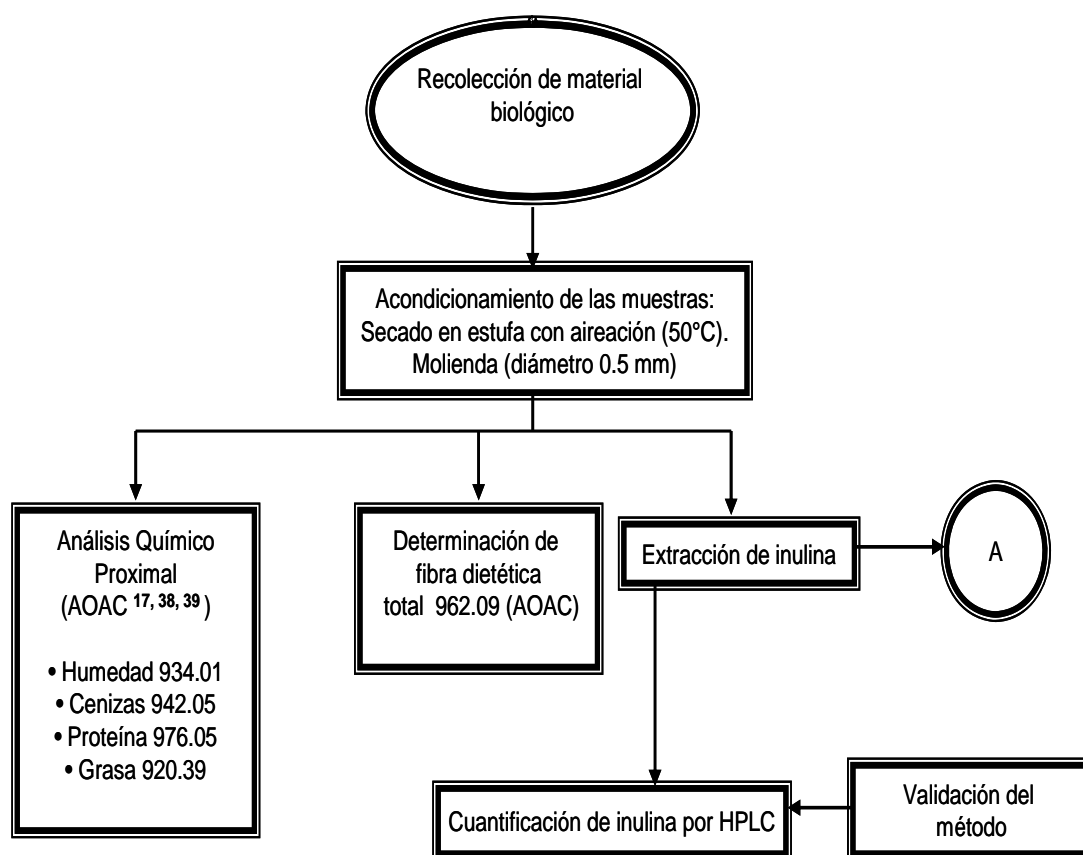 Recolección de material
biológico
Acondicionamiento de las muestras:
Secado en estufa con aireación (50°C).
Molienda (diámetro 0.5 mm)
Análisis Químico
Proximal
(AOAC 17, 38, 39 )
• Humedad 934.01
• Cenizas 942.05
• Proteína 976.05
• Grasa 920.39
Determinación de
fibra dietética
total 962.09 (AOAC)
Extracción de inulina
A
Cuantificación de inulina por HPLC
Validación del
método